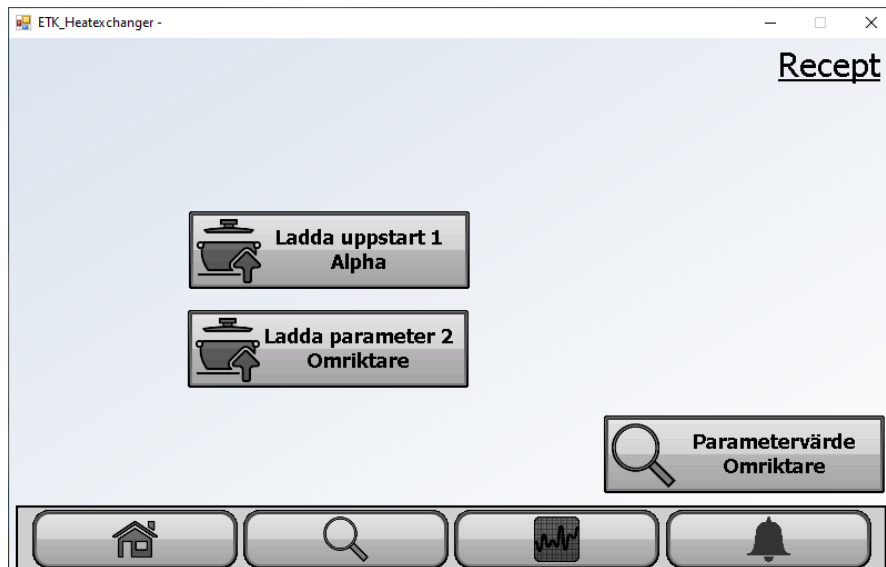 ETK_Heatexchanger -
Recept
Ladda uppstart 1
Alpha
Ladda parameter 2
Omriktare
Parametervärde
Omriktare